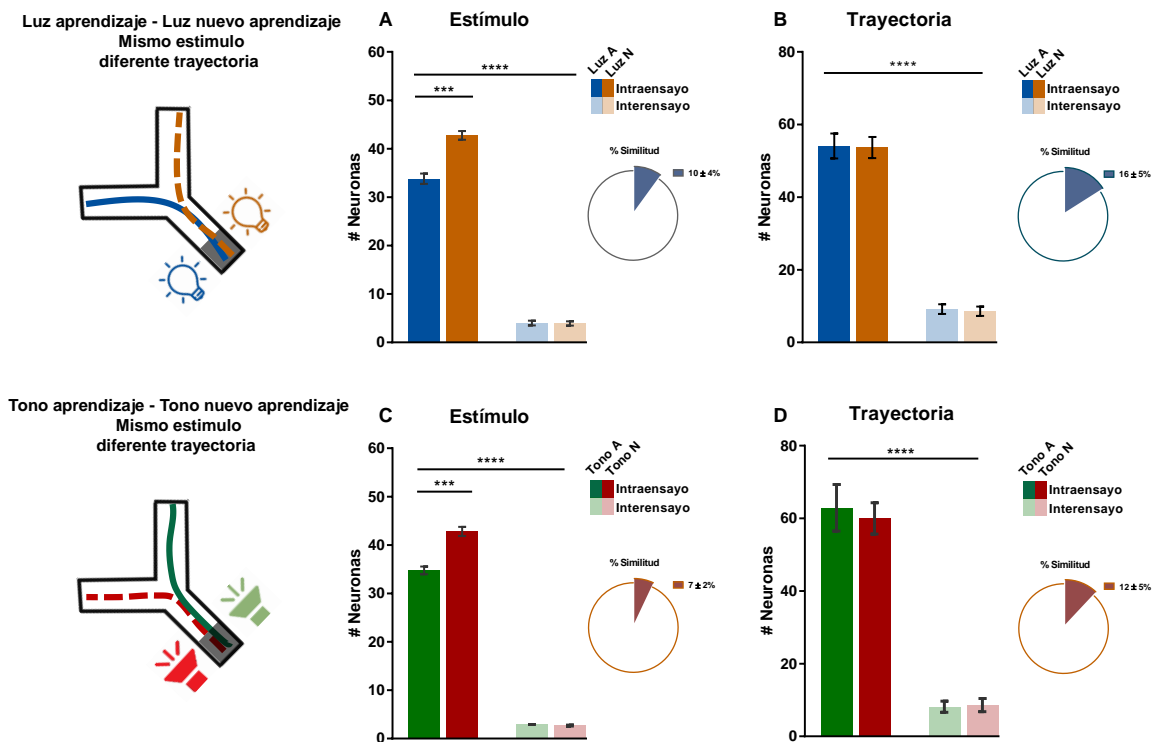 Luz aprendizaje - Luz nuevo aprendizaje
Mismo estimulo
diferente trayectoria
A
Estímulo
# Neuronas
60
50
40
30
20
10
0
****
***
Luz A
Luz N
Intraensayo
Interensayo
% Similitud
10 ± 4%
B
Trayectoria
# Neuronas
80
60
40
20
0
****
Luz A
Luz N
Intraensayo
Interensayo
% Similitud
16 ± 5%
Tono aprendizaje - Tono nuevo aprendizaje
Mismo estimulo
diferente trayectoria
C
Estímulo
# Neuronas
60
50
40
30
20
10
0
****
***
Tono A
Tono N
Intraensayo
Interensayo
% Similitud
7 ± 2%
D
Trayectoria
# Neuronas
80
60
40
20
0
****
Tono A
Tono N
Intraensayo
Interensayo
% Similitud
12 ± 5%